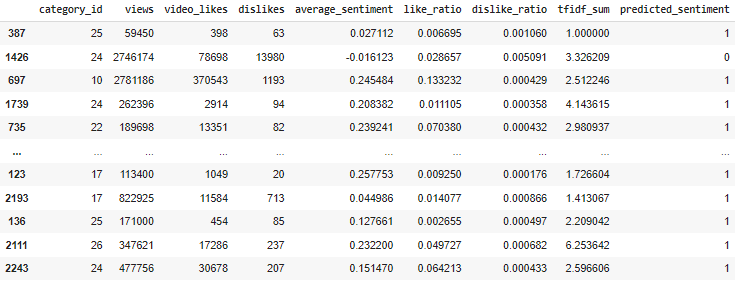 category_id views video_likes dislikes average_sentiment like_ratio dislike_ratio tfidf_sum predicted_sentiment
387 25 59450 398 63 0.027112 0.006695 0.001060 1.000000 1
1426 24 2746174 78698 13980 -0.016123 0.028657 0.005091 3.326209 0
697 10 2781186 370543 1193 0.245484 0.133232 0.000429 2.512246 1
1739 24 262396 2914 94 0.208382 0.011105 0.000358 4.143615 1
735 22 189698 13351 82 0.239241 0.070380 0.000432 2.980937 1
... ... ... ... ... ... ... ... ... ...
123 17 113400 1049 20 0.257753 0.009250 0.000176 1.726604 1
2193 17 822925 11584 713 0.044986 0.014077 0.000866 1.413067 1
136 25 171000 454 85 0.127661 0.002655 0.000497 2.209042 1
2111 26 347621 17286 237 0.232200 0.049727 0.000682 6.253642 1
2243 24 477756 30678 207 0.151470 0.064213 0.000433 2.596606 1